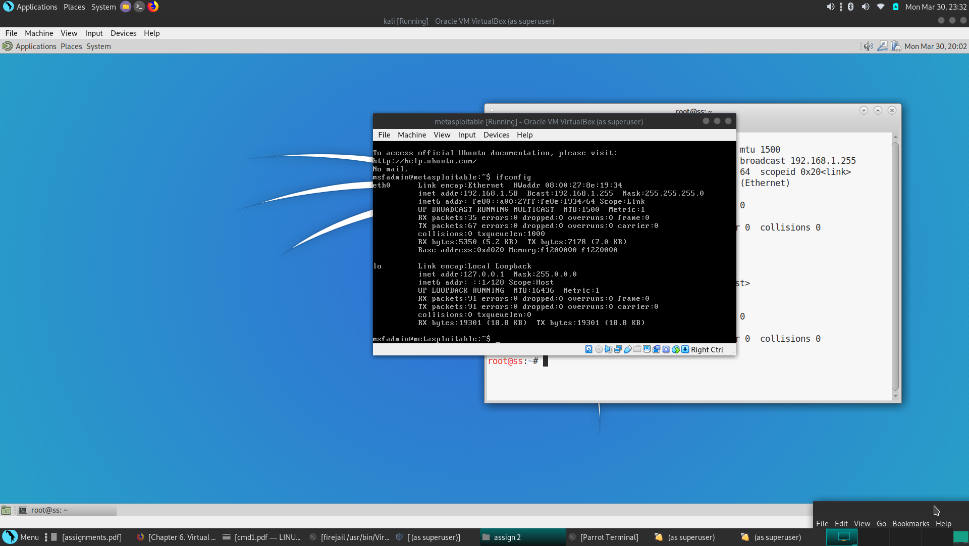 Applications Places System
Mon Mar 30, 23:32
kali [Running] - Oracle VM VirtualBox (as superuser)
File Machine View Input Devices Help
Applications Places System
Mon Mar 30, 20:02
root@ss: ~
metasploitable [Running] - Oracle VM VirtualBox (as superuser)
File Machine View Input Devices Help
To access official Ubuntu documentation, please visit:
http://help.ubuntu.com/
No mail.
msfadmin@metasploitable:~$ ifconfig
eth0 Link encap:Ethernet HWaddr 08:00:27:8e:19:34
inet addr:192.168.1.58 Bcast:192.168.1.255 Mask:255.255.255.0
inet6 addr: fe80::a00:27ff:fe8e:1934/64 Scope:Link
UP BROADCAST RUNNING MULTICAST MTU:1500 Metric:1
RX packets:35 errors:0 dropped:0 overruns:0 frame:0
TX packets:67 errors:0 dropped:0 overruns:0 carrier:0
collisions:0 txqueuelen:1000
RX bytes:5350 (5.2 KB) TX bytes:7178 (7.0 KB)
Base address:0xd020 Memory:f1200000-f1220000
lo Link encap:Local Loopback
inet addr:127.0.0.1 Mask:255.0.0.0
inet6 addr: ::1/128 Scope:Host
UP LOOPBACK RUNNING MTU:16436 Metric:1
RX packets:91 errors:0 dropped:0 overruns:0 frame:0
TX packets:91 errors:0 dropped:0 overruns:0 carrier:0
collisions:0 txqueuelen:0
RX bytes:19301 (18.8 KB) TX bytes:19301 (18.8 KB)
msfadmin@metasploitable:~$ _
Right Ctrl
mtu 1500
broadcast 192.168.1.255
64 scopeid 0x20<link>
(Ethernet)
0
r 0 collisions 0
st>
0
r 0 collisions 0
root@ss:~#
root@ss: ~
File Edit View Go Bookmarks Help
Menu
[assignments.pdf]
[Chapter 6. Virtual ...
[cmd1.pdf — LINU...
[firejail /usr/bin/Vir...
[ (as superuser)]
assign 2
[Parrot Terminal]
(as superuser)
(as superuser)